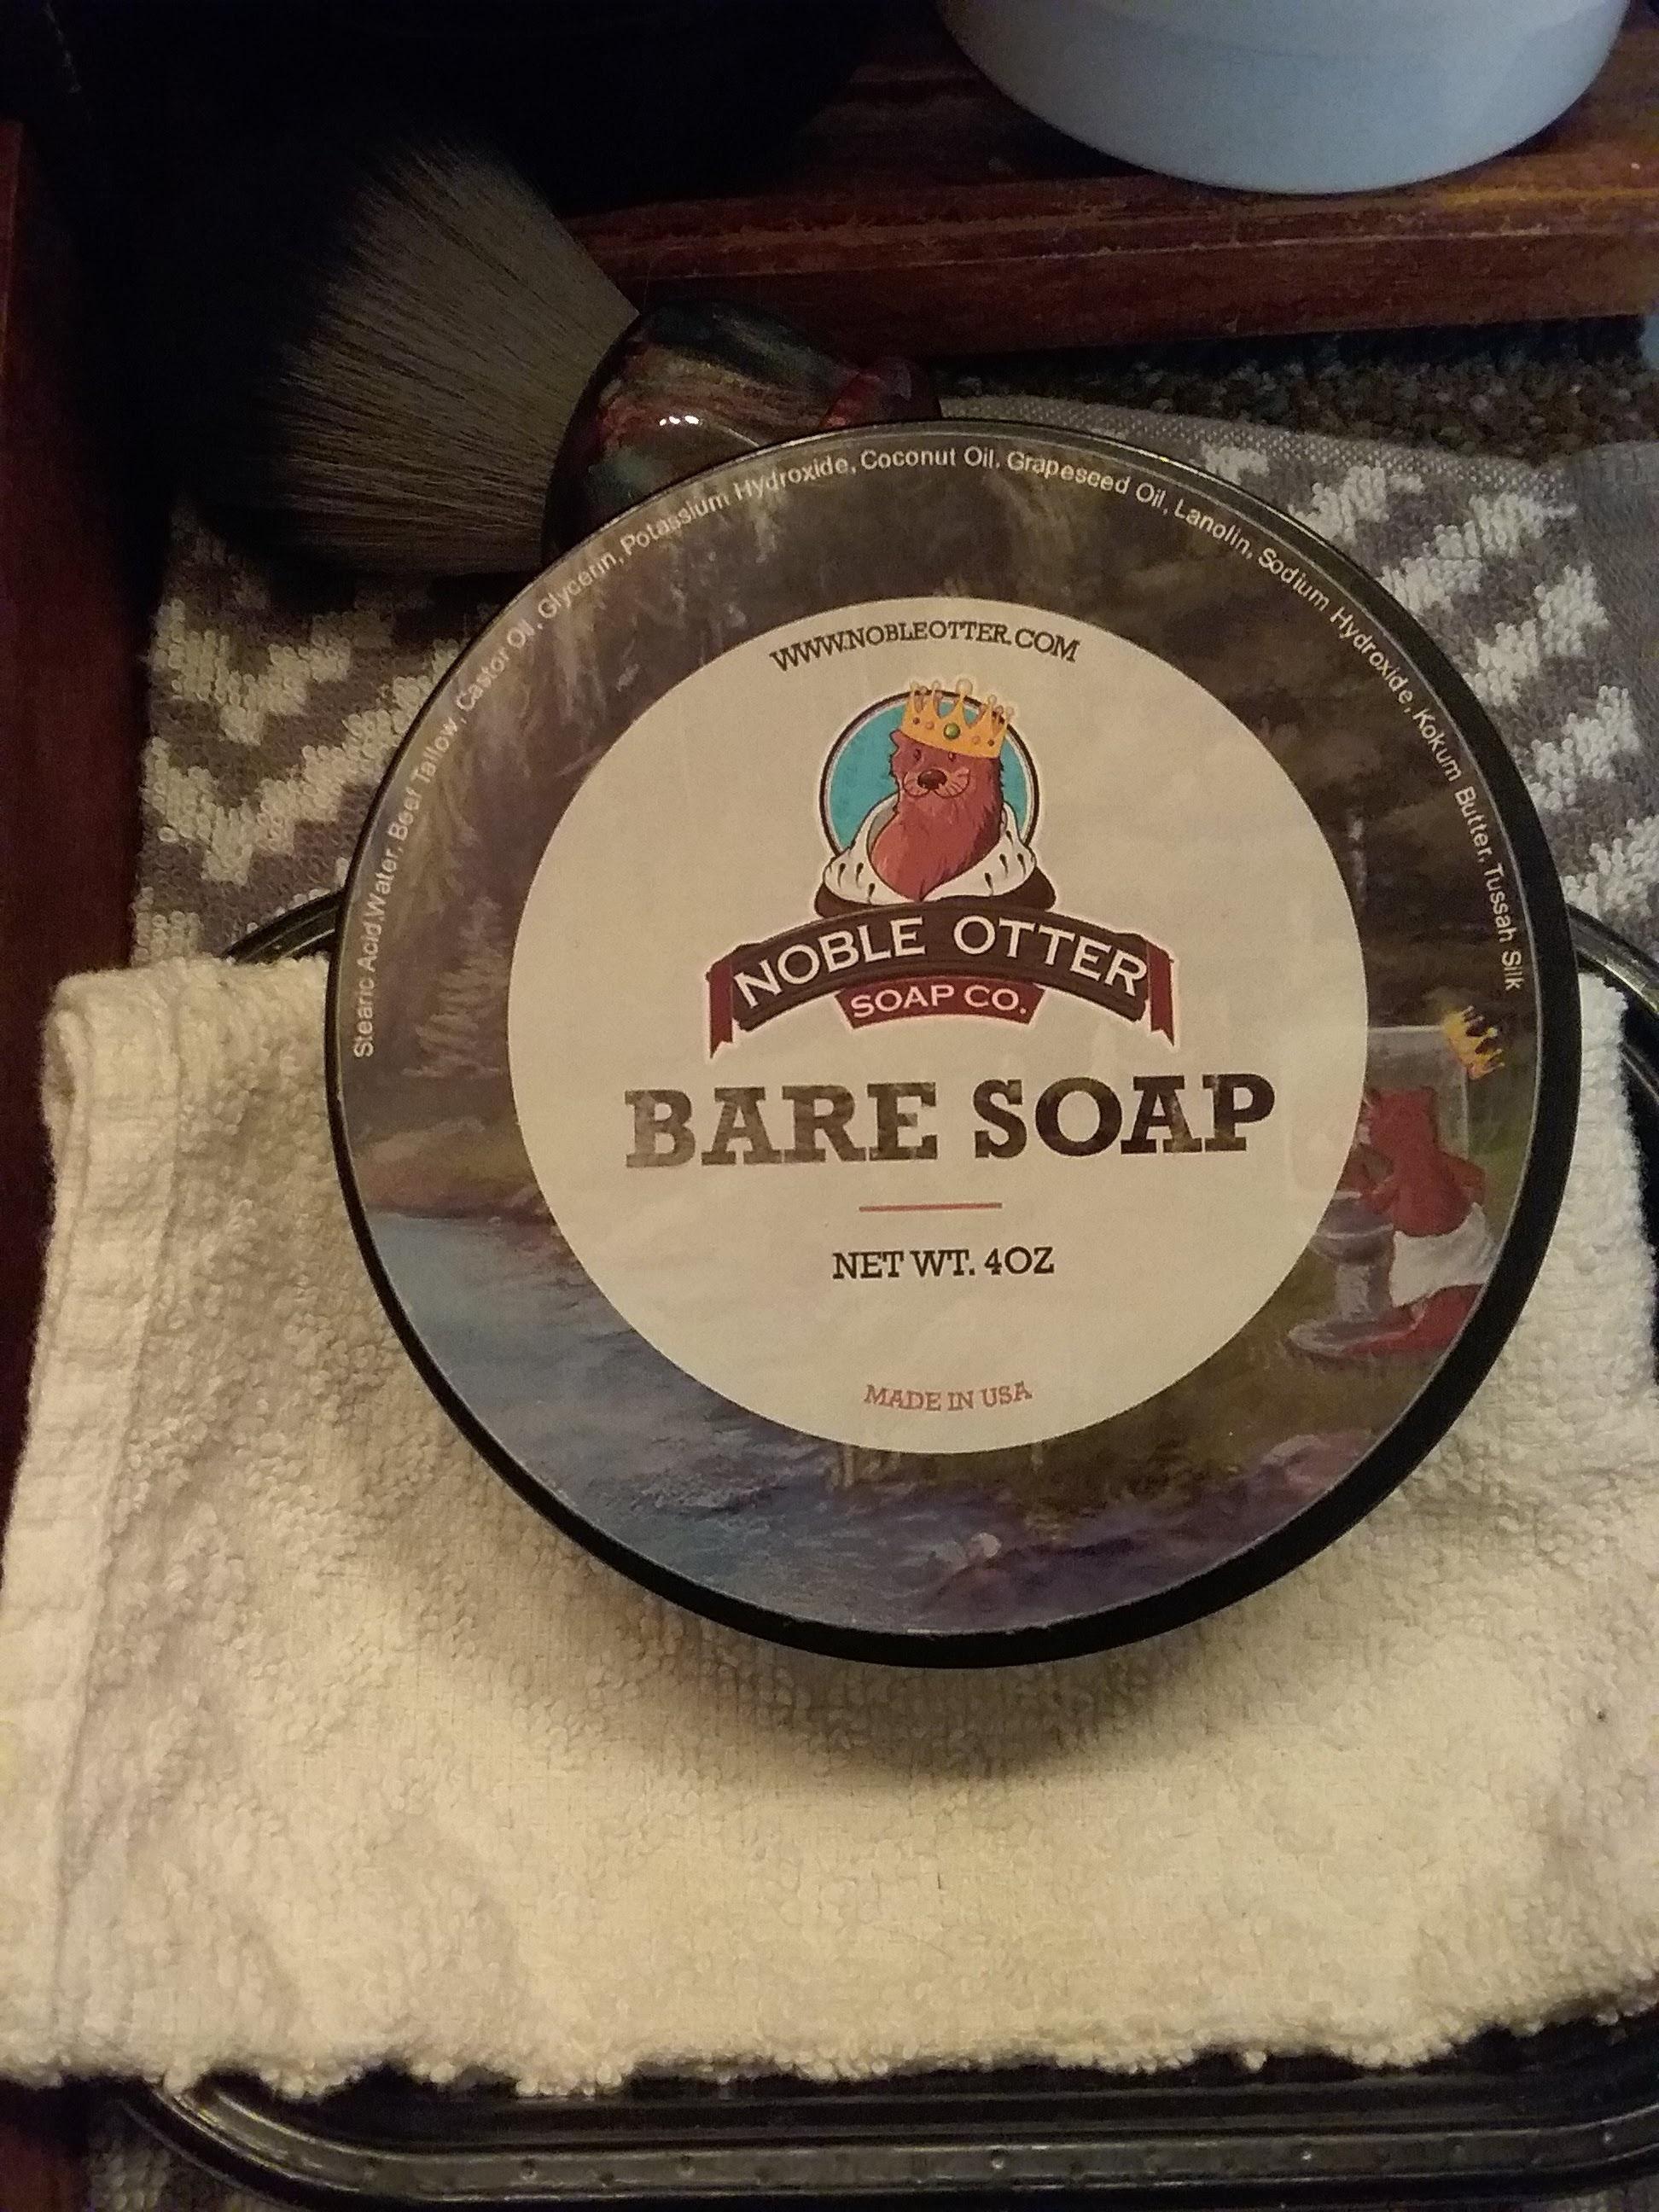 Stearic Acid,Water, Beef Tallow, Castor Oil, Glycerin, Potassium Hydroxide, Coconut Oil, Grapeseed Oil, Lanolin, Sodium Hydroxide, Kokum Butter, Tussah Silk
WWW.NOBLEOTTER.COM
NOBLE OTTER
SOAP CO.
BARE SOAP
NET WT. 4OZ
MADE IN USA